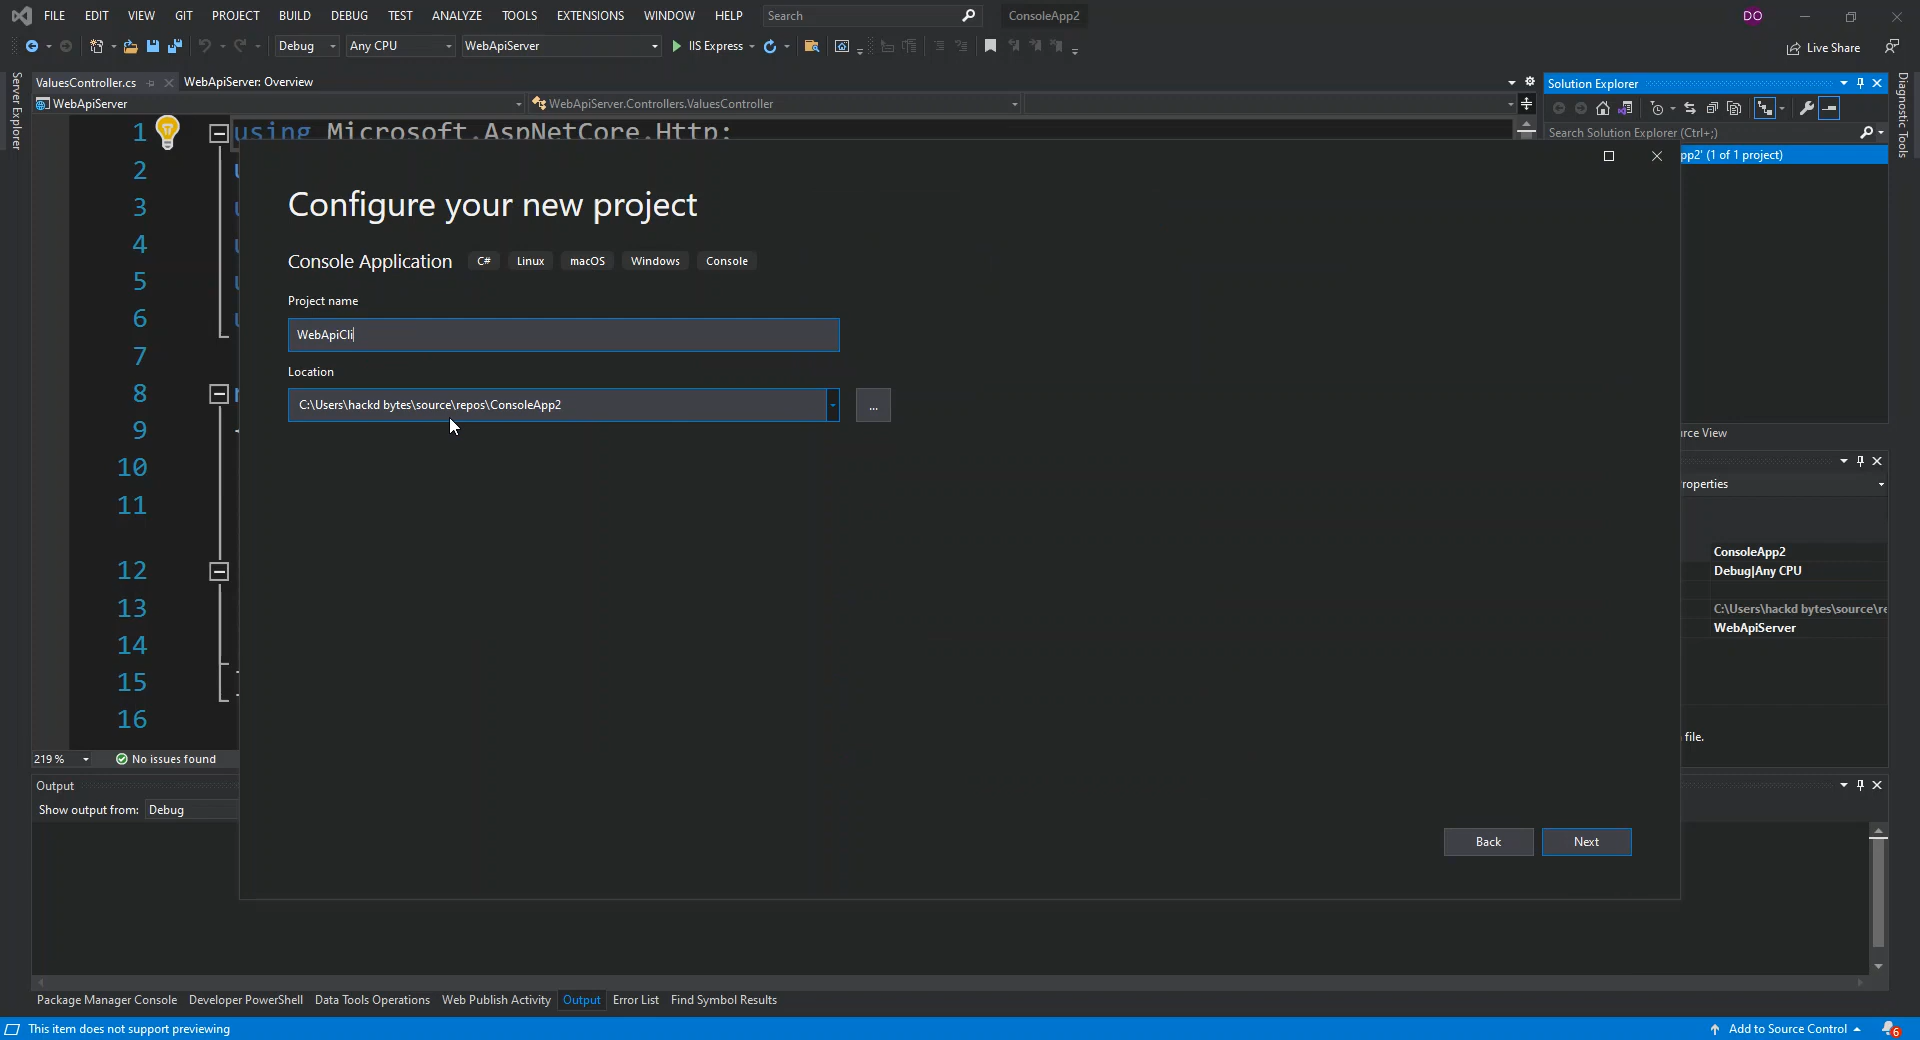 FILE EDIT VIEW GIT PROJECT BUILD DEBUG TEST ANALYZE TOOLS EXTENSIONS WINDOW HELP Search ConsoleApp2 DO
Debug Any CPU WebApiServer IIS Express Live Share
Server Explorer
ValuesController.cs WebApiServer: Overview
WebApiServer WebApiServer.Controllers.ValuesController
1 using Microsoft.AspNetCore.Http;
2
3
4
5
6
7
8
9
10
11
12
13
14
15
16
Configure your new project
Console Application C# Linux macOS Windows Console
Project name
WebApiCli
Location
C:\Users\hackd bytes\source\repos\ConsoleApp2
...
Back Next
Solution Explorer
Search Solution Explorer (Ctrl+;)
pp2' (1 of 1 project)
rce View
roperties
ConsoleApp2
Debug|Any CPU
C:\Users\hackd bytes\source\re
WebApiServer
file.
Diagnostic Tools
219 % No issues found
Output
Show output from: Debug
Package Manager Console Developer PowerShell Data Tools Operations Web Publish Activity Output Error List Find Symbol Results
This item does not support previewing Add to Source Control 6